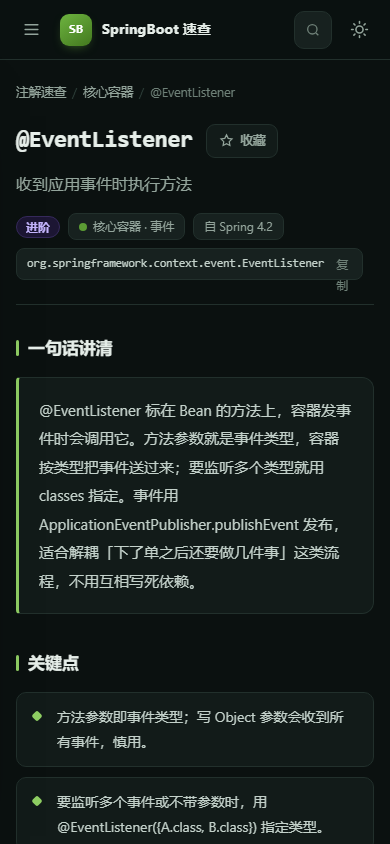 SB SpringBoot 速查
注解速查 / 核心容器 / @EventListener
@EventListener 收藏
收到应用事件时执行方法
进阶 核心容器 · 事件 自 Spring 4.2
org.springframework.context.event.EventListener 复
制
一句话讲清
@EventListener 标在 Bean 的方法上，容器发事
件时会调用它。方法参数就是事件类型，容器
按类型把事件送过来；要监听多个类型就用
classes 指定。事件用
ApplicationEventPublisher.publishEvent 发布，
适合解耦「下了单之后还要做几件事」这类流
程，不用互相写死依赖。
关键点
方法参数即事件类型；写 Object 参数会收到所
有事件，慎用。
要监听多个事件或不带参数时，用
@EventListener({A.class, B.class}) 指定类型。